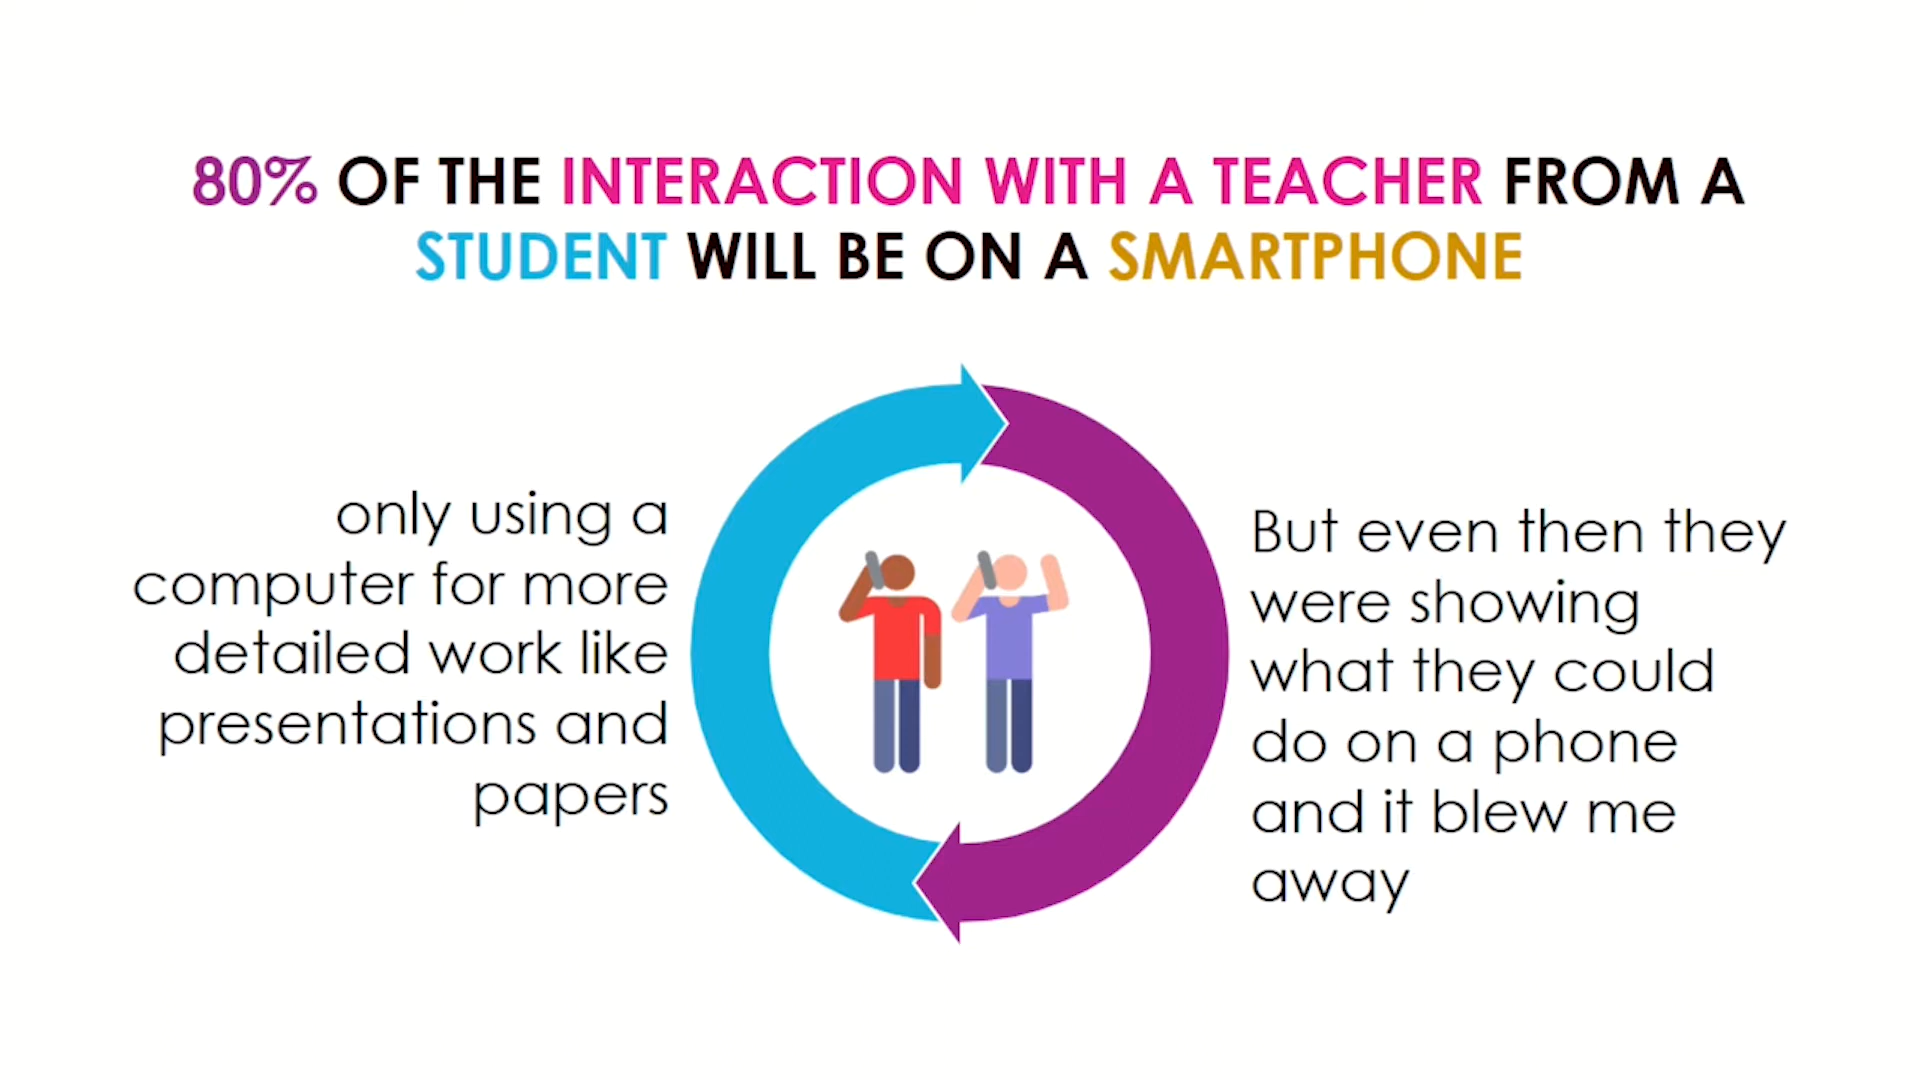 80% OF THE INTERACTION WITH A TEACHER FROM A
STUDENT WILL BE ON A SMARTPHONE
only using a
computer for more
detailed work like
presentations and
papers
But even then they
were showing
what they could
do on a phone
and it blew me
away